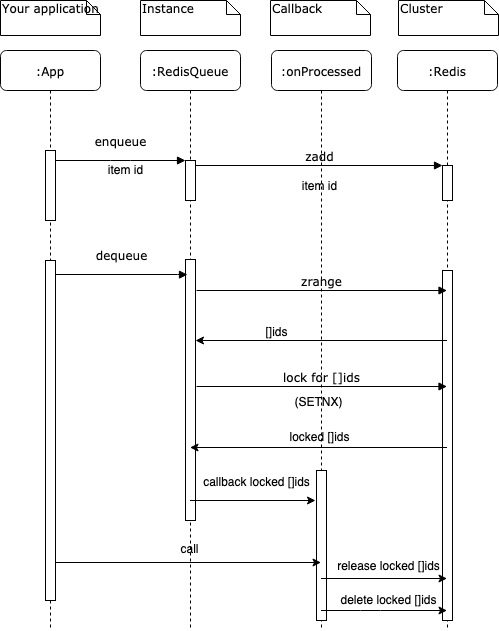 Your application
Instance
Callback
Cluster
:App
:RedisQueue
:onProcessed
:Redis
enqueue
item id
zadd
item id
dequeue
zrange
[]ids
lock for []ids
(SETNX)
locked []ids
callback locked []ids
call
release locked []ids
delete locked []ids